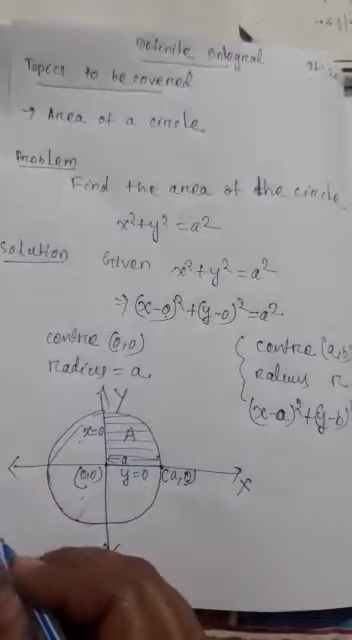 Definite Integral
Topics to be covered
→ Area of a circle
Problem
Find the area of the circle
x²+y²=a²
Solution Given x²+y²=a²
⇒ (x-0)²+(y-0)²=a²
centre (0,0)
radius = a
{ centre (a,b
radius r
(x-a)²+(y-b)
Y
x=0 A
a
(0,0) y=0 (a,0) X